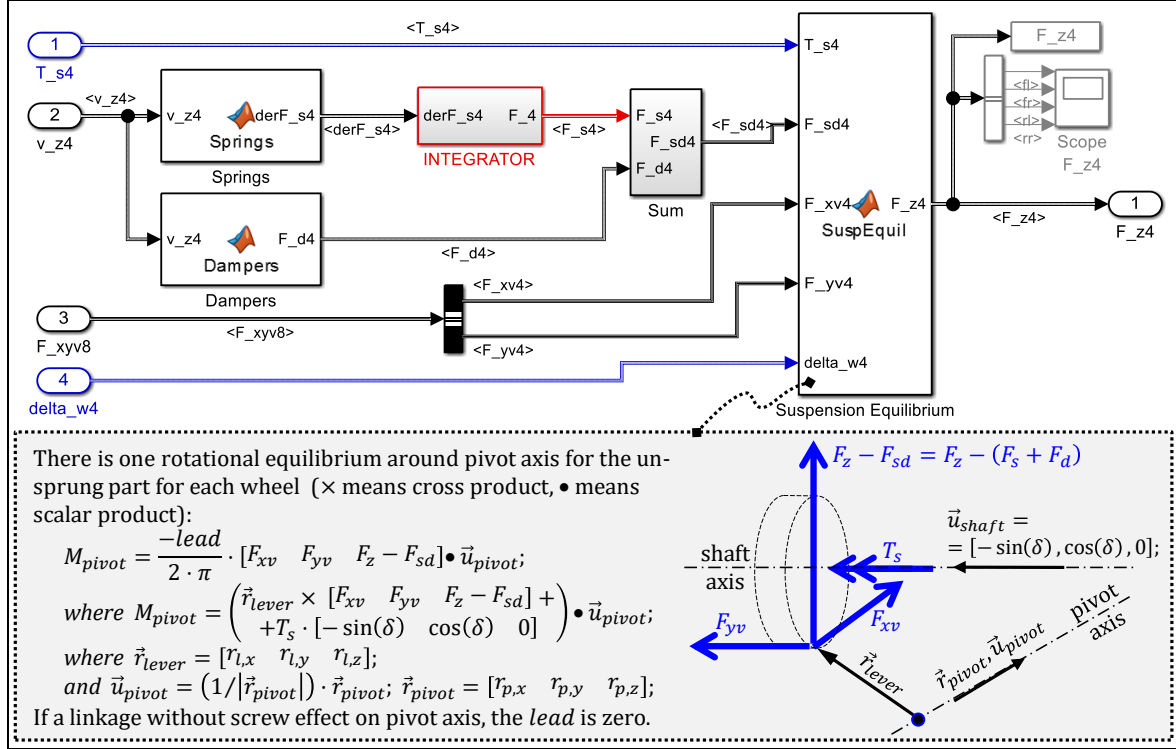 <T_s4>
1
T_s4
T_s4
<v_z4>
2
v_z4
v_z4
derF_s4
Springs
Springs
<derF_s4>
derF_s4
F_4
INTEGRATOR
<F_s4>
F_s4
F_sd4
F_d4
Sum
<F_sd4>
F_sd4
v_z4
F_d4
Dampers
Dampers
<F_d4>
F_xv4
F_z4
SuspEquil
<F_xv4>
F_yv4
3
F_xyv8
<F_xyv8>
<F_yv4>
4
delta_w4
delta_w4
Suspension Equilibrium
F_z4
<fl>
<fr>
<rl>
<rr>
Scope
F_z4
<F_z4>
1
F_z4
There is one rotational equilibrium around pivot axis for the un-
sprung part for each wheel (× means cross product, • means
scalar product):
M_pivot = −lead / 2 · π · [F_xv F_yv F_z − F_sd] • u⃗_pivot;
where M_pivot = ( r⃗_lever × [F_xv F_yv F_z − F_sd] +
+T_s · [− sin(δ) cos(δ) 0] ) • u⃗_pivot;
where r⃗_lever = [r_l,x r_l,y r_l,z];
and u⃗_pivot = (1/|r⃗_pivot|) · r⃗_pivot; r⃗_pivot = [r_p,x r_p,y r_p,z];
If a linkage without screw effect on pivot axis, the lead is zero.
F_z − F_sd = F_z − (F_s + F_d)
u⃗_shaft =
= [− sin(δ) , cos(δ) , 0];
shaft
axis
T_s
F_yv
F_xv
pivot
axis
r⃗_lever
r⃗_pivot, u⃗_pivot